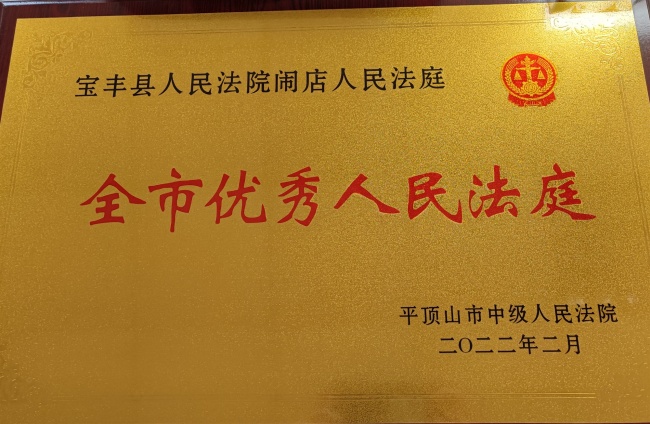 宝丰县人民法院闹店人民法庭
全市优秀人民法庭
平顶山市中级人民法院
二〇二二年二月